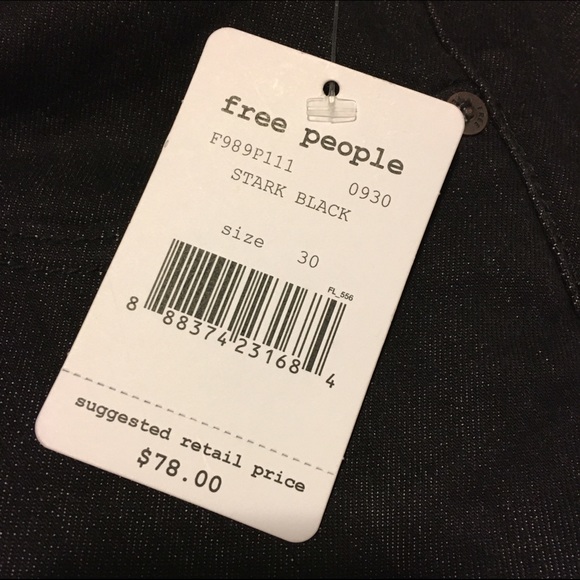 free people
F989P111 0930
STARK BLACK
size 30
FL_556
8 88374 23168 4
suggested retail price
$78.00